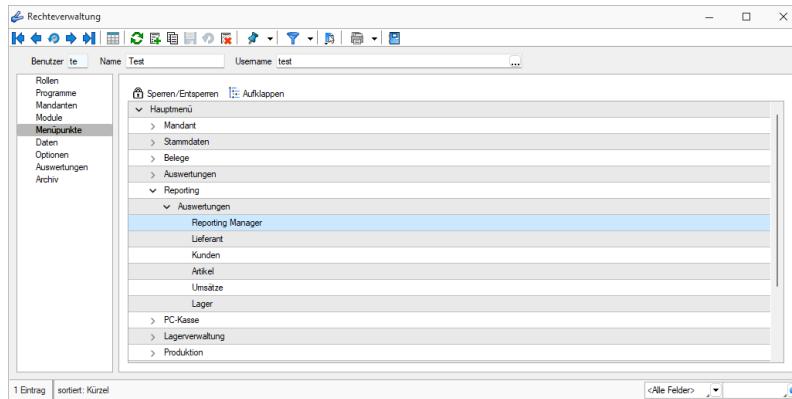 Rechteverwaltung
Benutzer te Name Test Username test ...
Rollen
Programme
Mandanten
Module
Menüpunkte
Daten
Optionen
Auswertungen
Archiv
Sperren/Entsperren Aufklappen
Hauptmenü
Mandant
Stammdaten
Belege
Auswertungen
Reporting
Auswertungen
Reporting Manager
Lieferant
Kunden
Artikel
Umsätze
Lager
PC-Kasse
Lagerverwaltung
Produktion
1 Eintrag sortiert: Kürzel <Alle Felder>